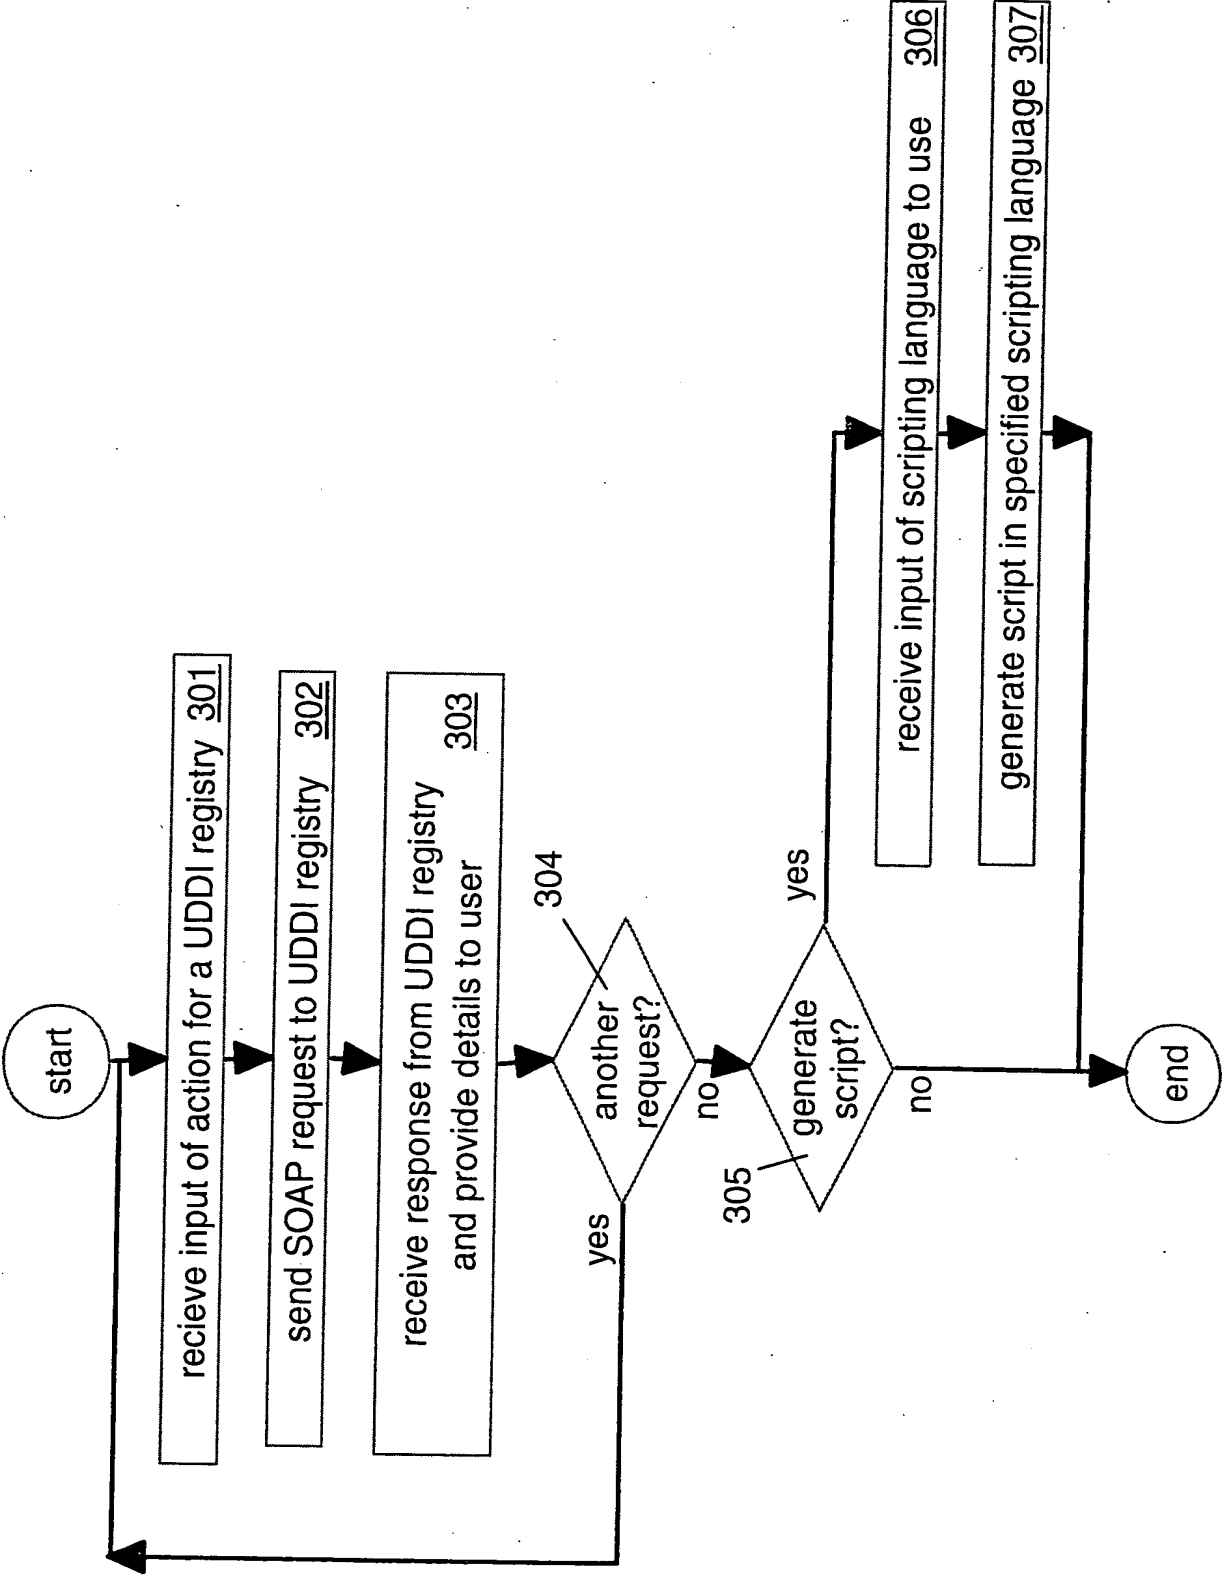 start
recieve input of action for a UDDI registry 301
send SOAP request to UDDI registry 302
receive response from UDDI registry 303
and provide details to user
304
another
request?
yes
no
305
generate
script?
yes
no
receive input of scripting language to use 306
generate script in specified scripting language 307
end